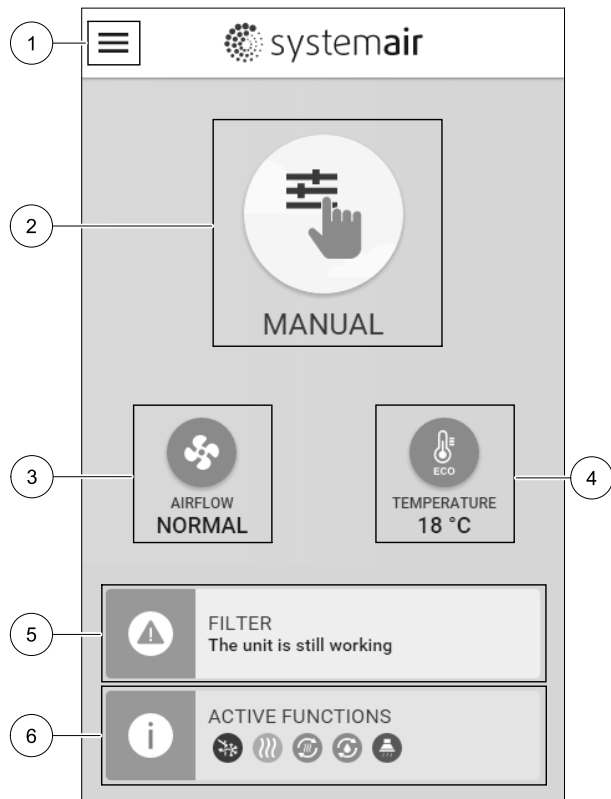 1
systemair
2
MANUAL
3
AIRFLOW
NORMAL
ECO
TEMPERATURE
18 °C
4
5
FILTER
The unit is still working
6
ACTIVE FUNCTIONS